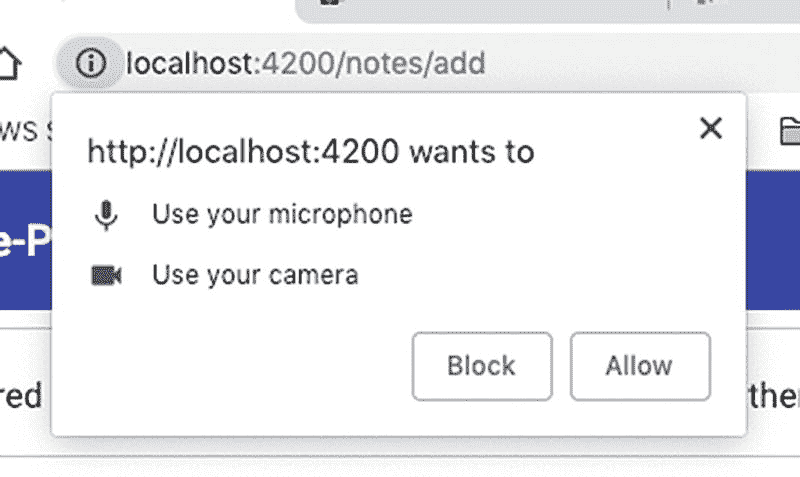 localhost:4200/notes/add
ws
http://localhost:4200 wants to
Use your microphone
e-P
Use your camera
Block
Allow
red
the